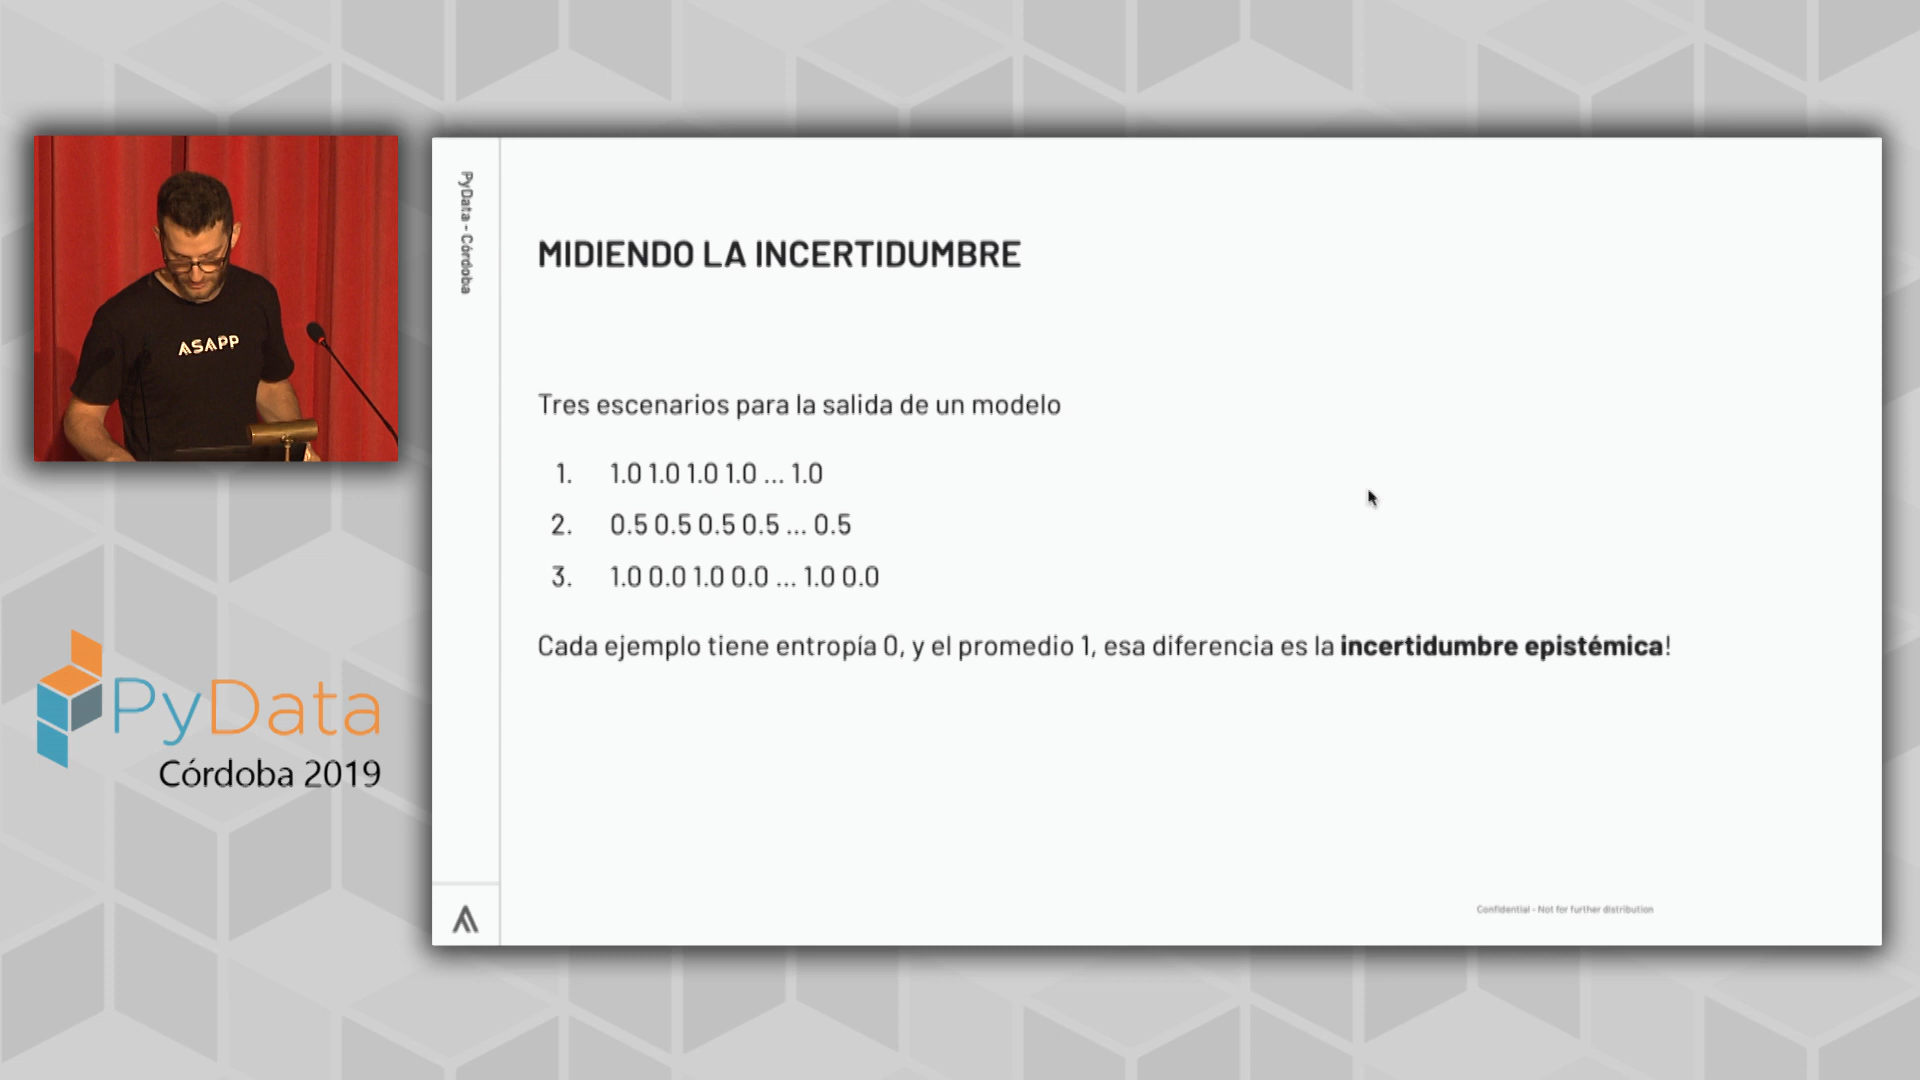 ASAPP
PyData
Córdoba 2019
PyData - Córdoba
MIDIENDO LA INCERTIDUMBRE
Tres escenarios para la salida de un modelo
1. 1.0 1.0 1.0 1.0 ... 1.0
2. 0.5 0.5 0.5 0.5 ... 0.5
3. 1.0 0.0 1.0 0.0 ... 1.0 0.0
Cada ejemplo tiene entropía 0, y el promedio 1, esa diferencia es la incertidumbre epistémica!
Confidential - Not for further distribution